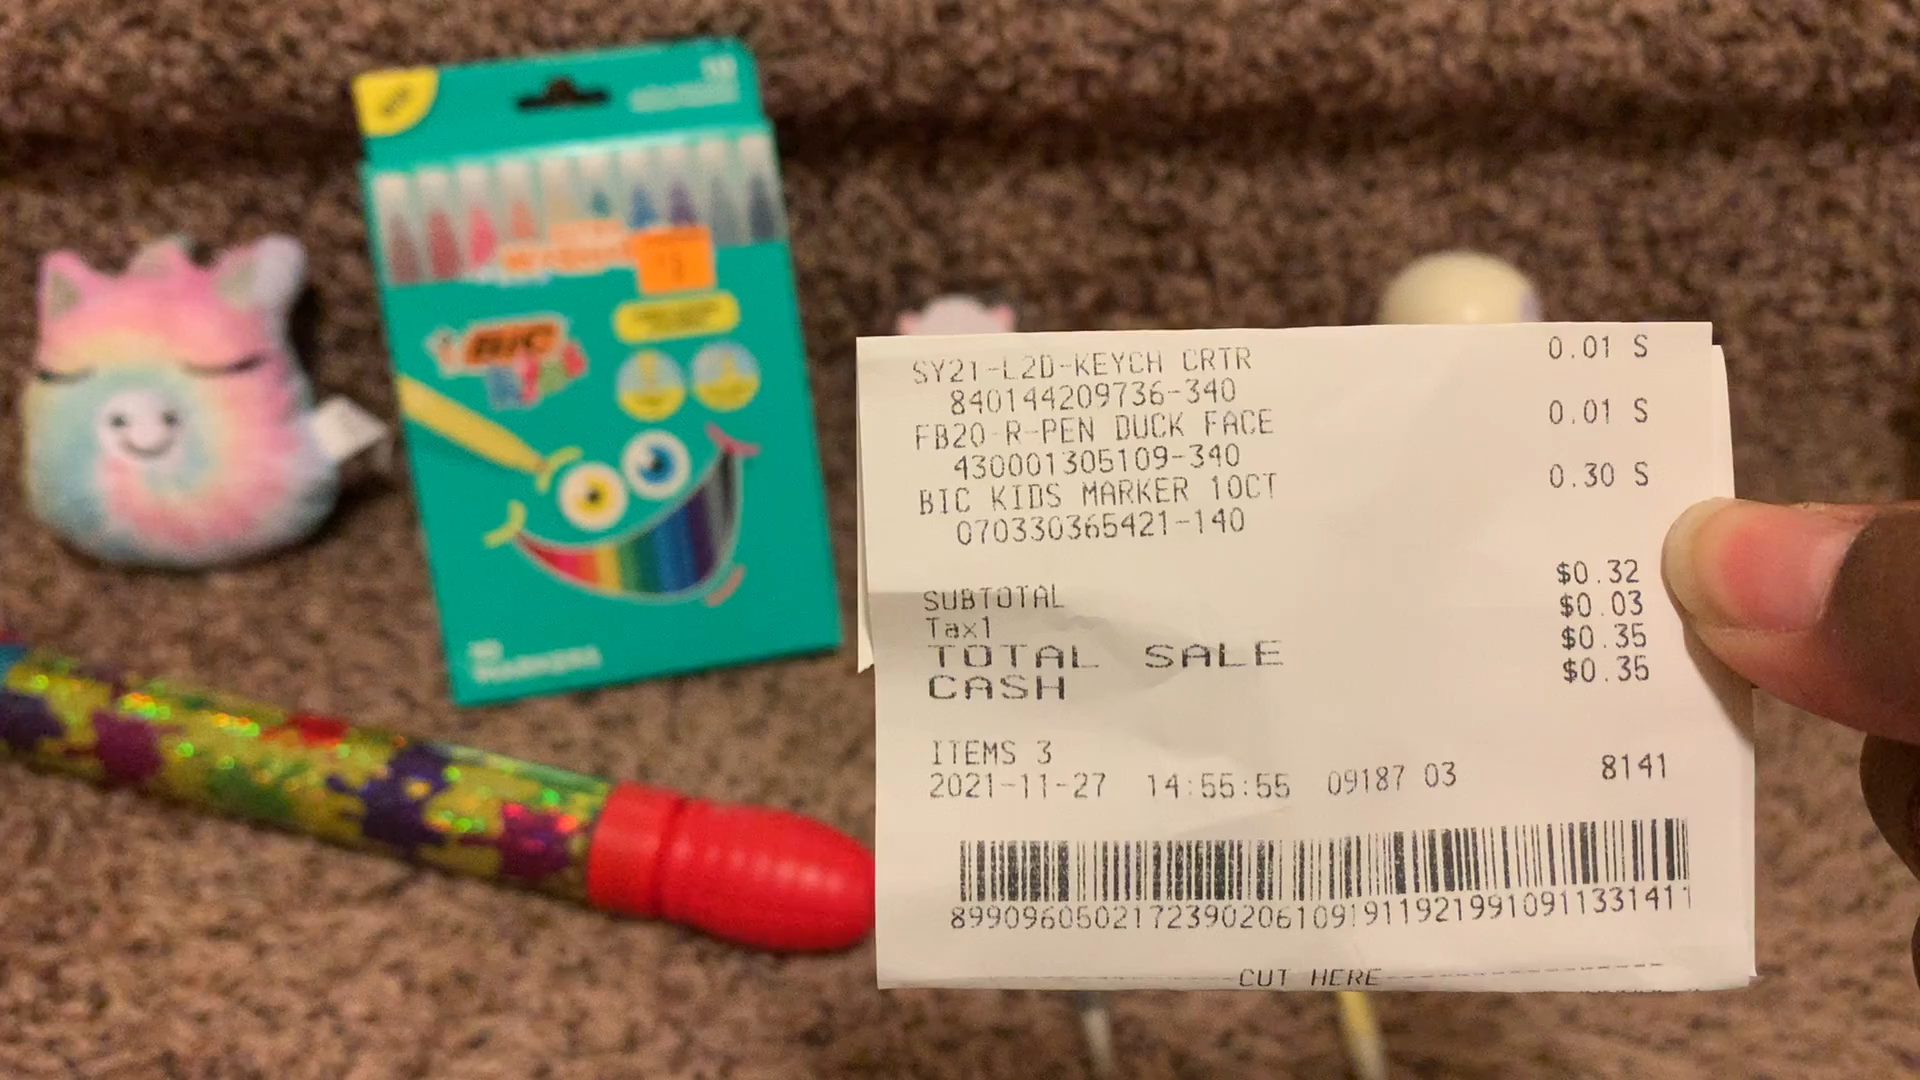 BIC
MARKERS
SY21-L2D-KEYCH CRTR 0.01 S
840144209736-340
FB20-R-PEN DUCK FACE 0.01 S
430001305109-340
BIC KIDS MARKER 10CT 0.30 S
070330365421-140
SUBTOTAL $0.32
Tax1 $0.03
TOTAL SALE $0.35
CASH $0.35
ITEMS 3
2021-11-27 14:55:55 09187 03 8141
899096050217239020610919119219910911331411
CUT HERE